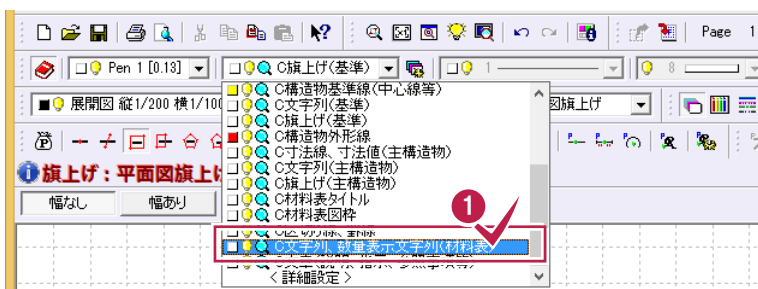 Page 1
Pen 1 [0.13] C旗上げ(基準) 1 8
展開図 縦1/200 横1/100
図旗上げ
C構造物基準線(中心線等)
C文字列(基準)
C旗上げ(基準)
C構造物外形線
C寸法線、寸法値(主構造物)
C文字列(主構造物)
C旗上げ(主構造物)
C材料表タイトル
C材料表図枠
C文字列、数量表示文字列(材料表
<詳細設定>
旗上げ：平面図旗上げ
幅なし 幅あり
1